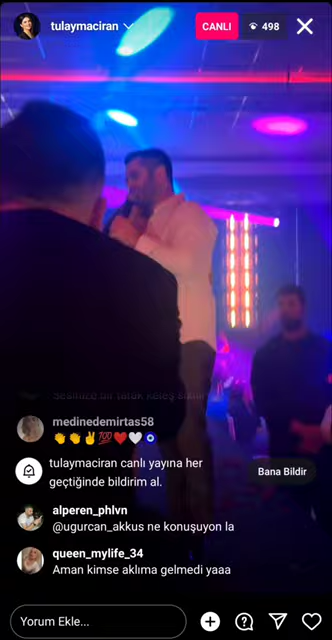 tulaymaciran
CANLI
498
medinedemirtas58
👏👏✌️💯❤️🤍🧿
tulaymaciran canlı yayına her
geçtiğinde bildirim al.
Bana Bildir
alperen_phlvn
@ugurcan_akkus ne konuşuyon la
queen_mylife_34
Aman kimse aklıma gelmedi yaaa
Yorum Ekle...